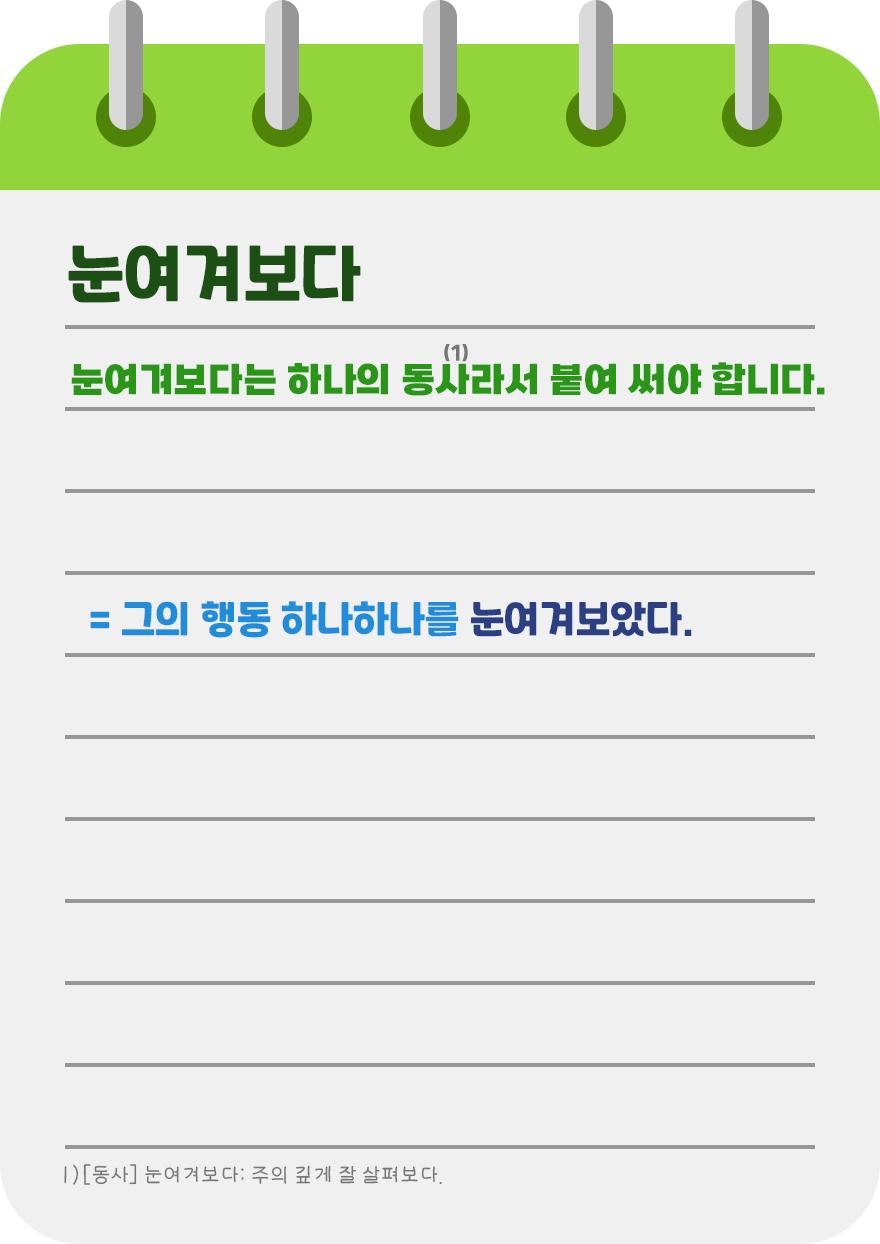 눈여겨보다
(1)
눈여겨보다는 하나의 동사라서 붙여 써야 합니다.
= 그의 행동 하나하나를 눈여겨보았다.
1)[동사] 눈여겨보다: 주의 깊게 잘 살펴보다.